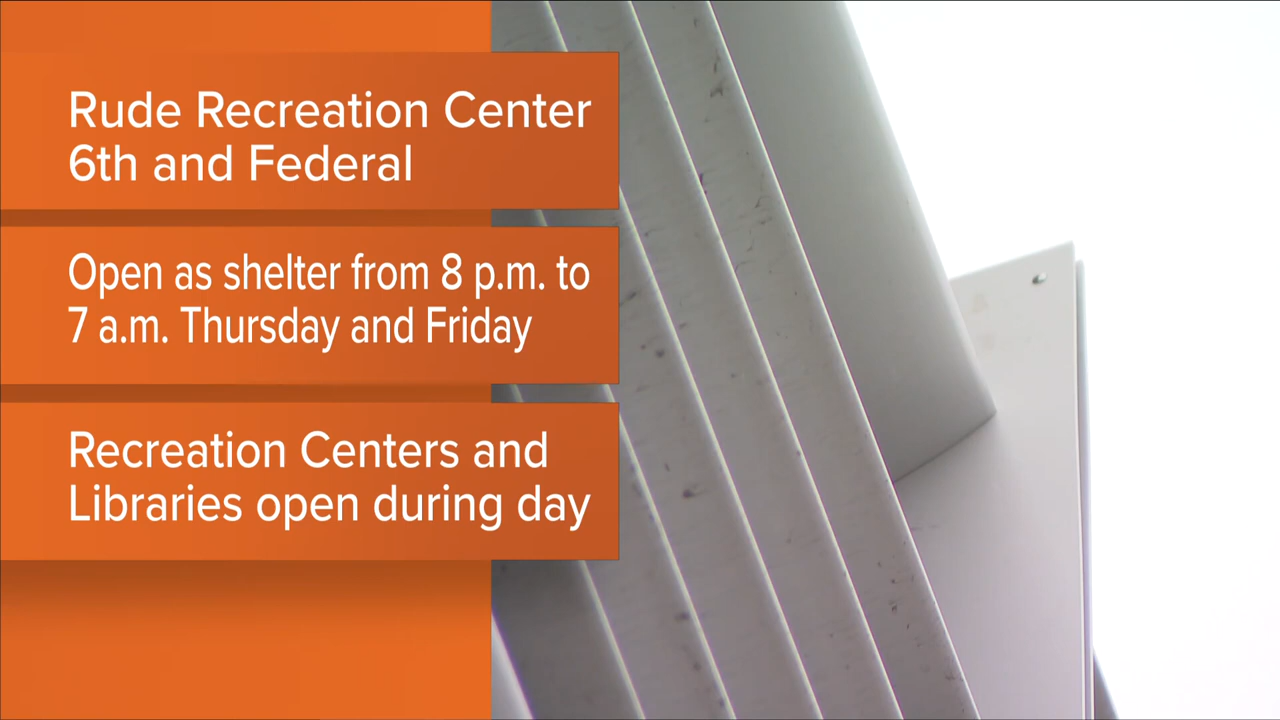 Rude Recreation Center
6th and Federal
Open as shelter from 8 p.m. to
7 a.m. Thursday and Friday
Recreation Centers and
Libraries open during day